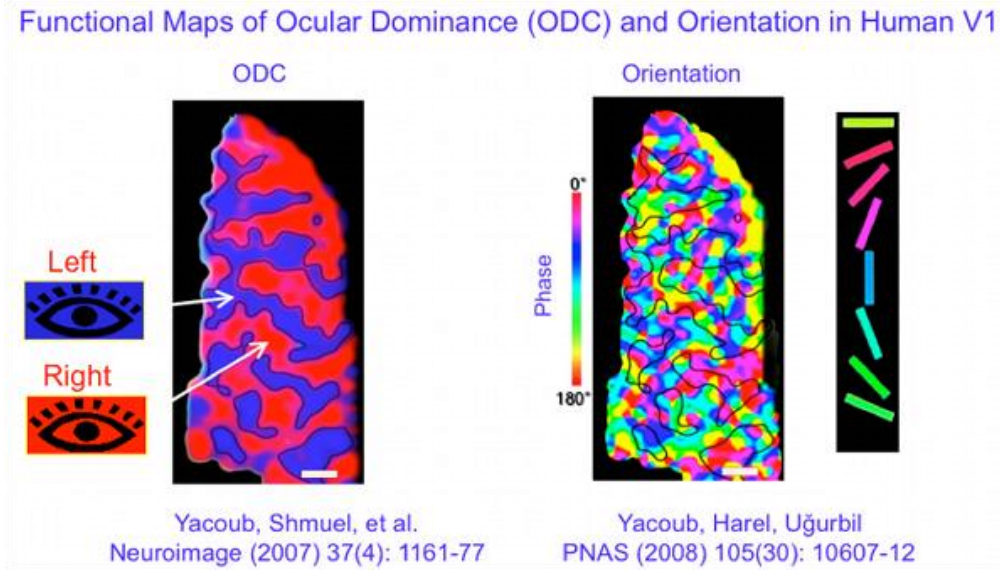 Functional Maps of Ocular Dominance (ODC) and Orientation in Human V1
ODC
Orientation
Left
Right
0°
Phase
180°
Yacoub, Shmuel, et al.
Neuroimage (2007) 37(4): 1161-77
Yacoub, Harel, Uğurbil
PNAS (2008) 105(30): 10607-12